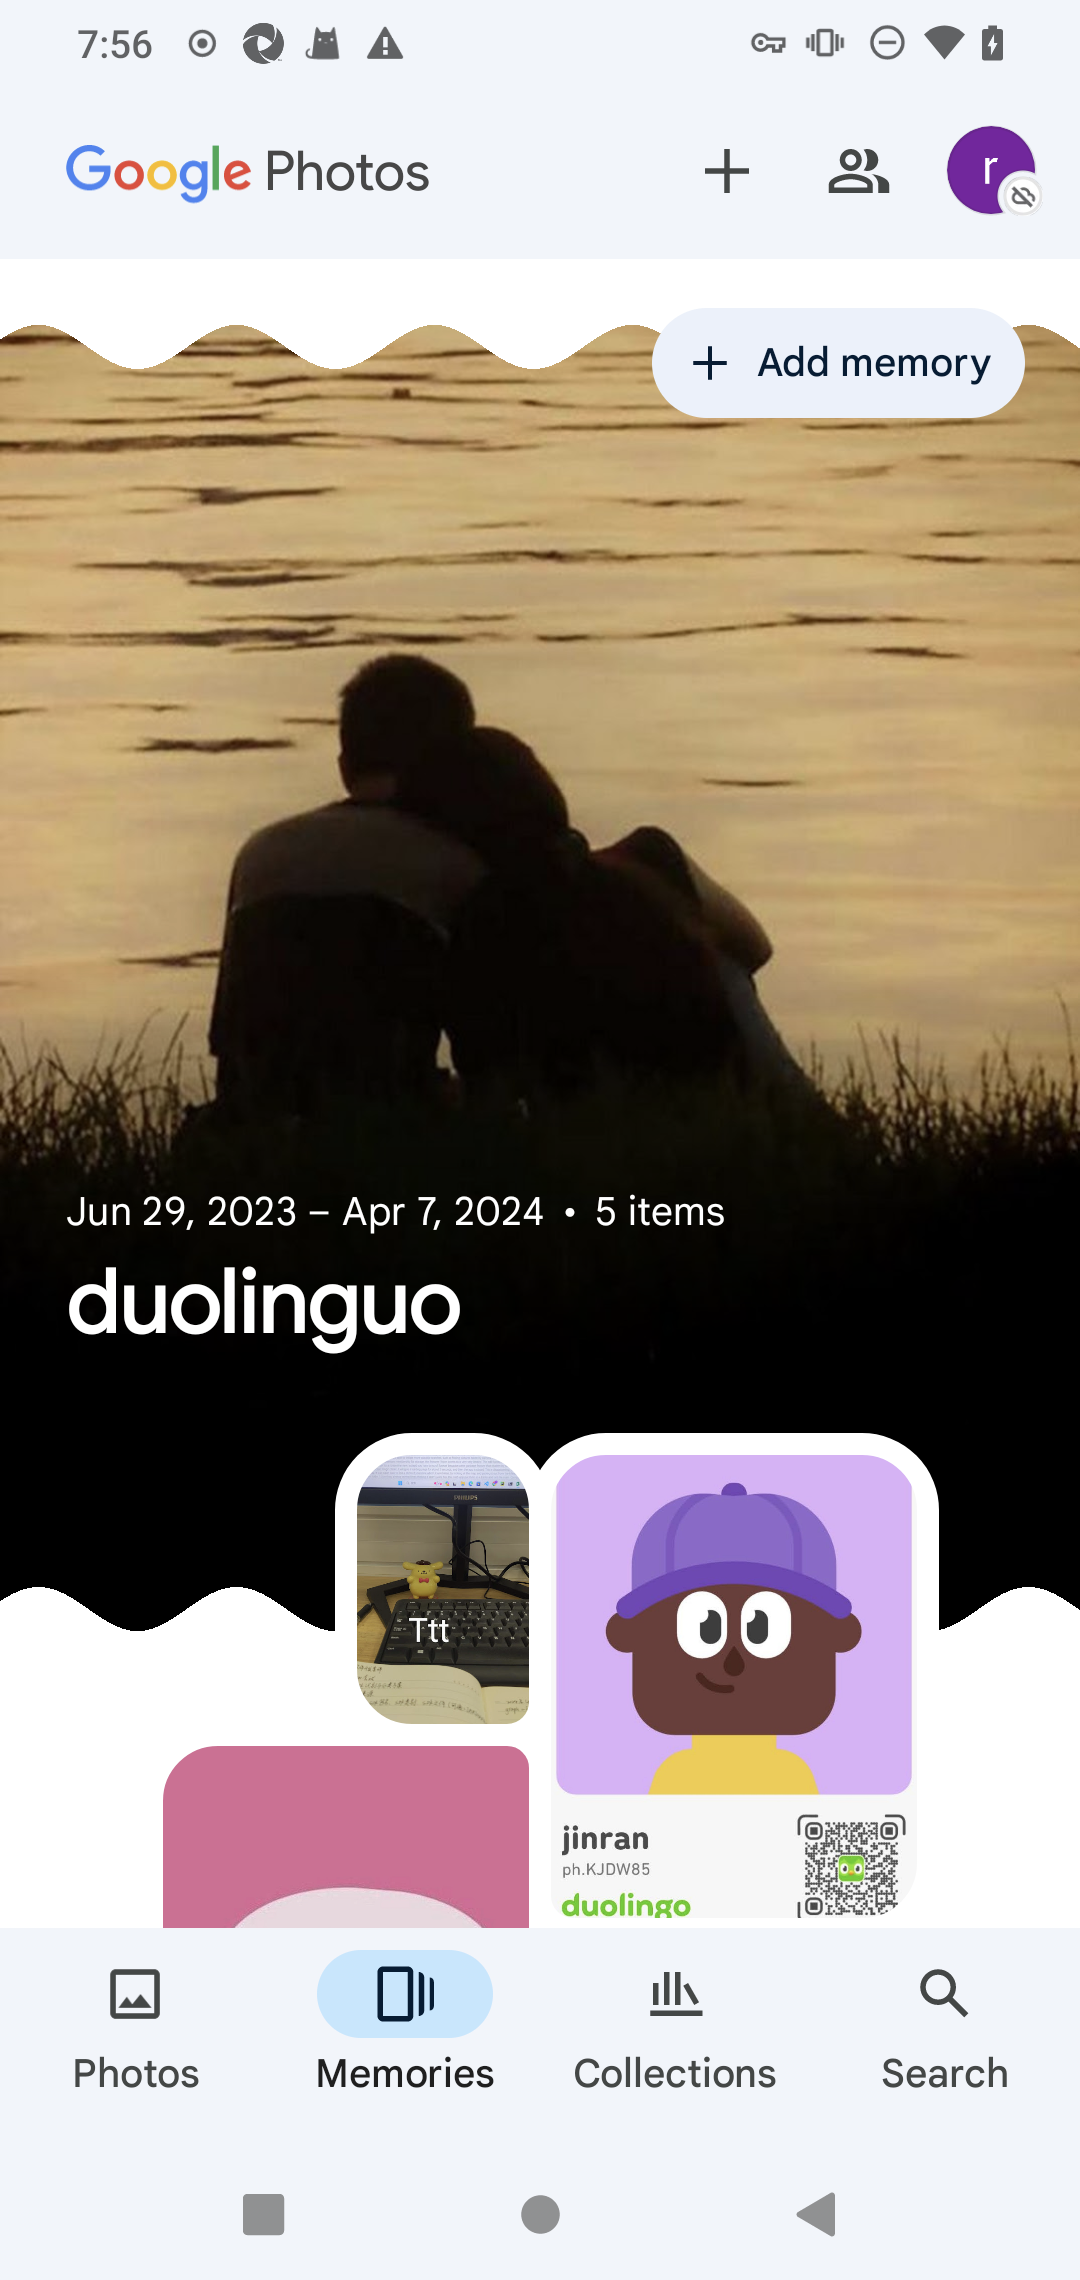 7:56
Google Photos
r
+ Add memory
Jun 29, 2023 – Apr 7, 2024 • 5 items
duolinguo
PHILIPS
Ttt
jinran
ph.KJDW85
duolingo
Photos
Memories
Collections
Search